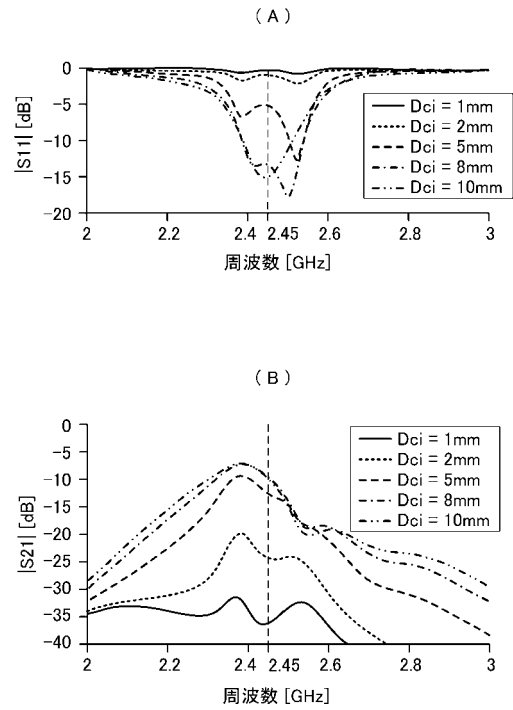 ( A )
|S11| [dB]
0
-5
-10
-15
-20
2
2.2
2.4
2.45
2.6
2.8
3
周波数 [GHz]
Dci = 1mm
Dci = 2mm
Dci = 5mm
Dci = 8mm
Dci = 10mm
( B )
|S21| [dB]
0
-5
-10
-15
-20
-25
-30
-35
-40
2
2.2
2.4
2.45
2.6
2.8
3
周波数 [GHz]
Dci = 1mm
Dci = 2mm
Dci = 5mm
Dci = 8mm
Dci = 10mm